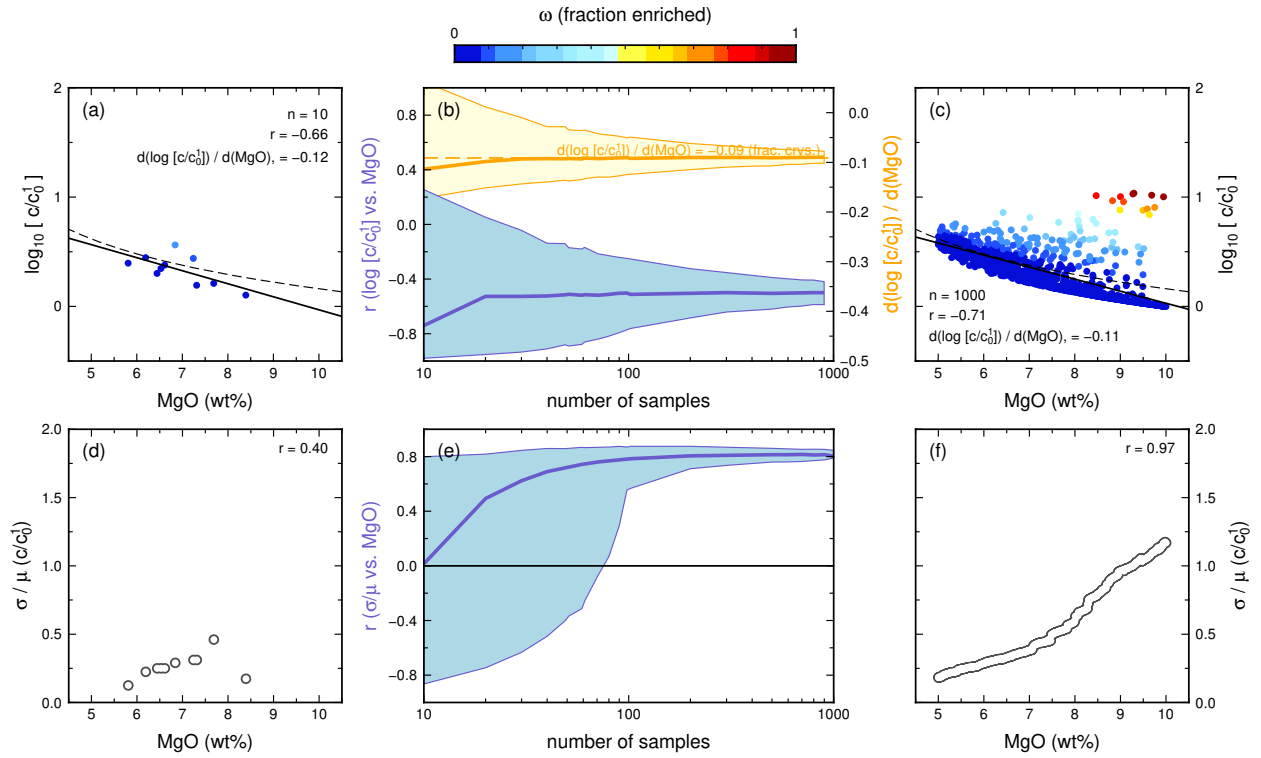 ω (fraction enriched)
0 1
(a)
n = 10
r = −0.66
d(log [c/c₀¹]) / d(MgO), = −0.12
2
1
0
log₁₀ [ c/c₀¹ ]
5 6 7 8 9 10
MgO (wt%)
(b)
d(log [c/c₀¹]) / d(MgO) = −0.09 (frac. crys.)
0.8
0.4
0.0
−0.4
−0.8
r (log [c/c₀¹] vs. MgO)
0.0
−0.1
−0.2
−0.3
−0.4
−0.5
d(log [c/c₀¹]) / d(MgO)
10 100 1000
number of samples
(c)
n = 1000
r = −0.71
d(log [c/c₀¹]) / d(MgO), = −0.11
2
1
0
log₁₀ [ c/c₀¹ ]
5 6 7 8 9 10
MgO (wt%)
(d)
r = 0.40
2.0
1.5
1.0
0.5
0.0
σ / μ (c/c₀¹)
5 6 7 8 9 10
MgO (wt%)
(e)
0.8
0.4
0.0
−0.4
−0.8
r (σ/μ vs. MgO)
10 100 1000
number of samples
(f)
r = 0.97
2.0
1.5
1.0
0.5
0.0
σ / μ (c/c₀¹)
5 6 7 8 9 10
MgO (wt%)